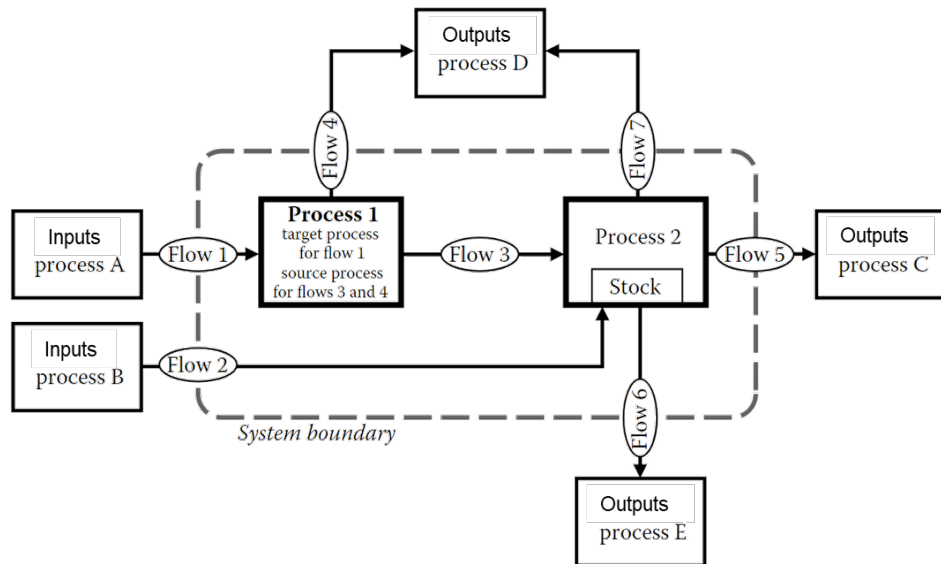 Outputs
process D
Flow 4
Flow 7
Inputs
process A
Flow 1
Process 1
target process
for flow 1
source process
for flows 3 and 4
Flow 3
Process 2
Stock
Flow 5
Outputs
process C
Inputs
process B
Flow 2
System boundary
Flow 6
Outputs
process E